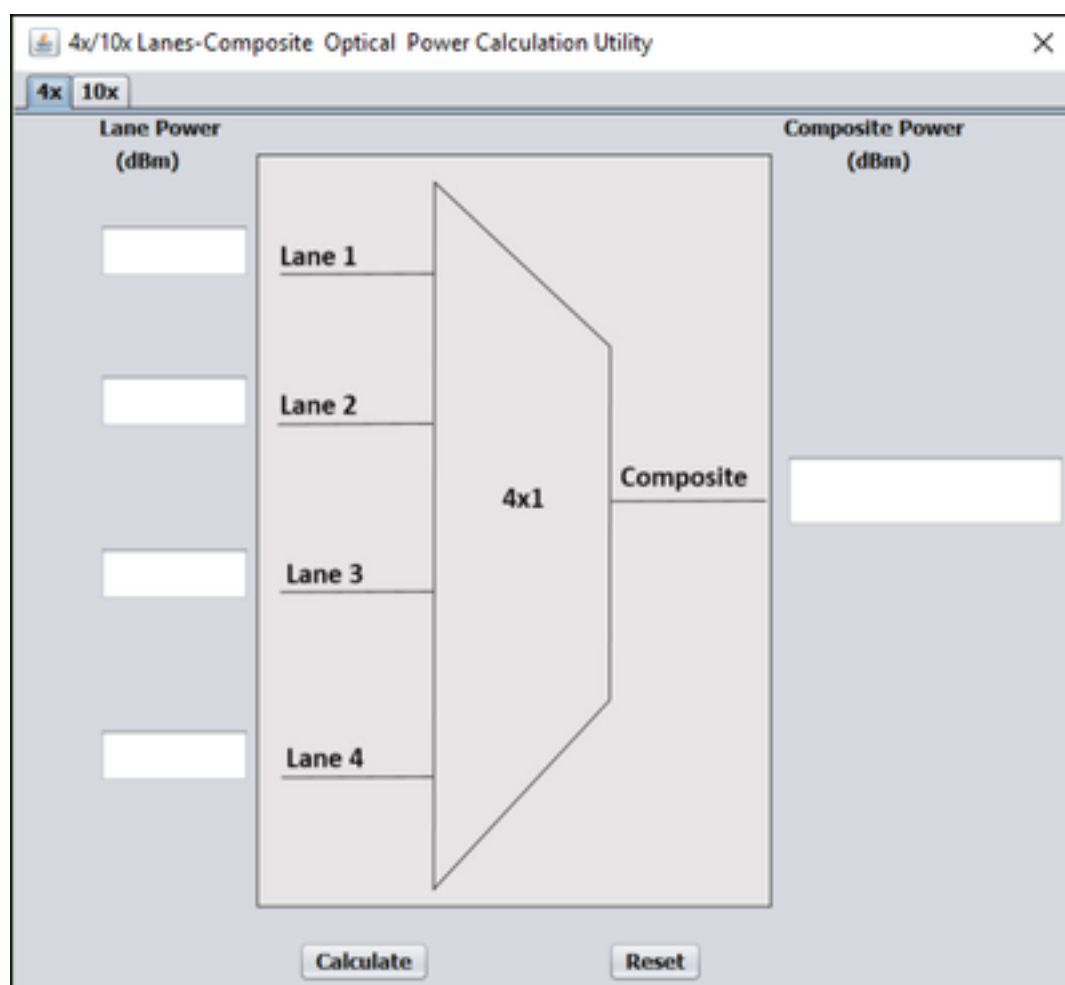 4x/10x Lanes-Composite Optical Power Calculation Utility
4x 10x
Lane Power
(dBm)
Composite Power
(dBm)
Lane 1
Lane 2
Lane 3
Lane 4
4x1
Composite
Calculate Reset